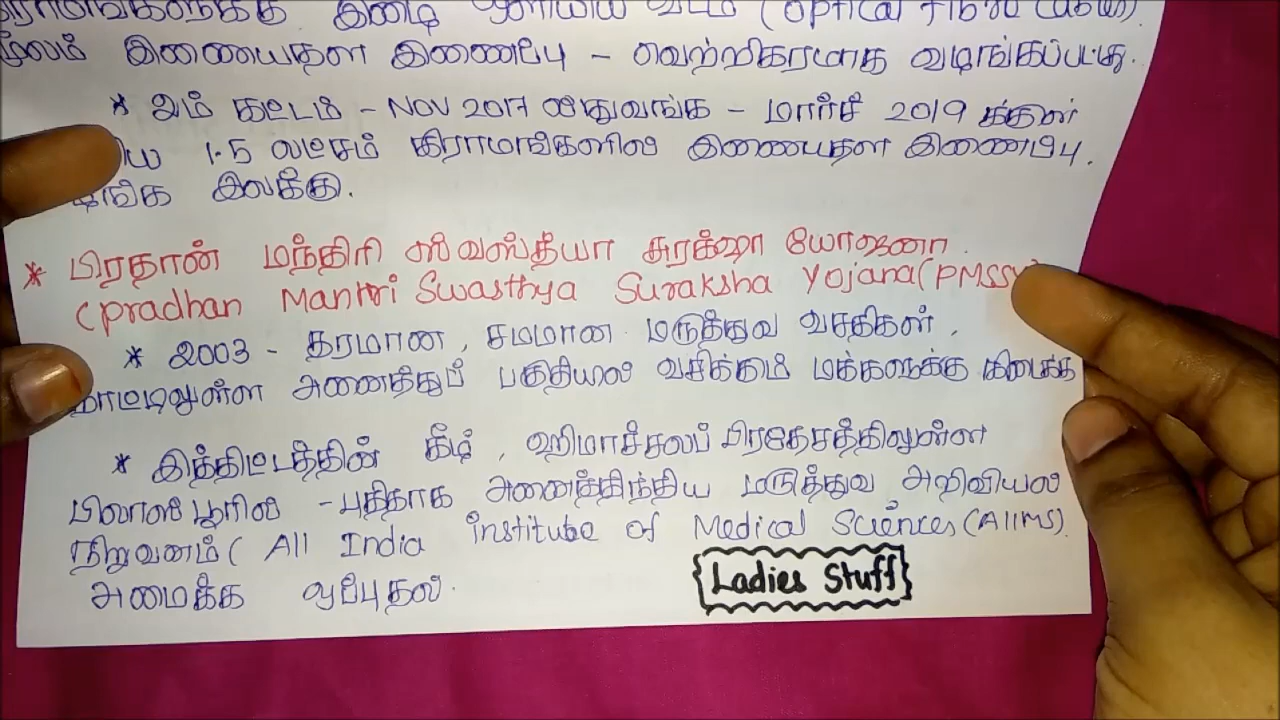 மூலம் இணையதள இணைப்பு - வெற்றிகரமாக வழங்கப்பட்டது.
* 2ம் கட்டம் - Nov 2017 ல் துவங்க - மார்ச் 2019 க்குள்
1.5 லட்சம் கிராமங்களில் இணையதள இணைப்பு.
இலக்கு.
* பிரதான் மந்திரி ஸ்வஸ்த்யா சுரக்ஷா யோஜனா.
(Pradhan Mantri Swasthya Suraksha Yojana (PMSSY)
* 2003 - தரமான, சமமான மருத்துவ வசதிகள்,
நாட்டிலுள்ள அனைத்துப் பகுதியில் வசிக்கும் மக்களுக்கு கிடைக்க
* இத்திட்டத்தின் கீழ், ஹிமாச்சலப் பிரதேசத்திலுள்ள
பிலாஸ்பூரில் - புதிதாக அனைத்திந்திய மருத்துவ அறிவியல்
நிறுவனம் ( All India institute of Medical Sciences (AIIMS).
அமைக்க ஒப்புதல்.
Ladies Stuff